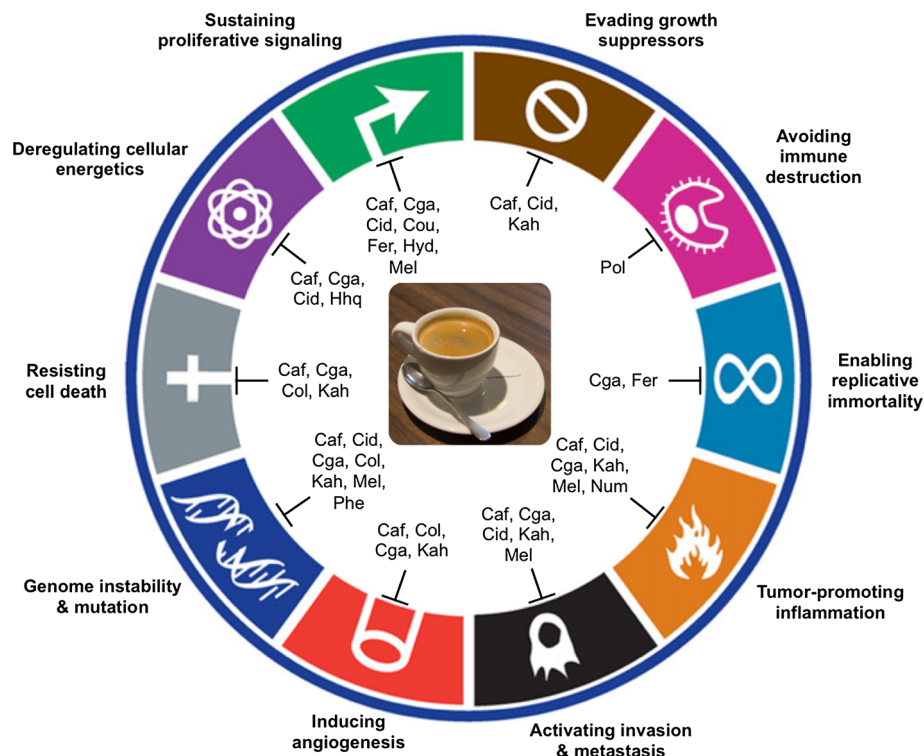 Sustaining
proliferative signaling
Evading growth
suppressors
Deregulating cellular
energetics
Avoiding
immune
destruction
Caf, Cga,
Cid, Cou,
Fer, Hyd,
Mel
Caf, Cid,
Kah
Caf, Cga,
Cid, Hhq
Pol
Resisting
cell death
Caf, Cga,
Col, Kah
Cga, Fer
Enabling
replicative
immortality
Caf, Cid,
Cga, Col,
Kah, Mel,
Phe
Caf, Cid,
Cga, Kah,
Mel, Num
Caf, Col,
Cga, Kah
Caf, Cga,
Cid, Kah,
Mel
Genome instability
& mutation
Tumor-promoting
inflammation
Inducing
angiogenesis
Activating invasion
& metastasis